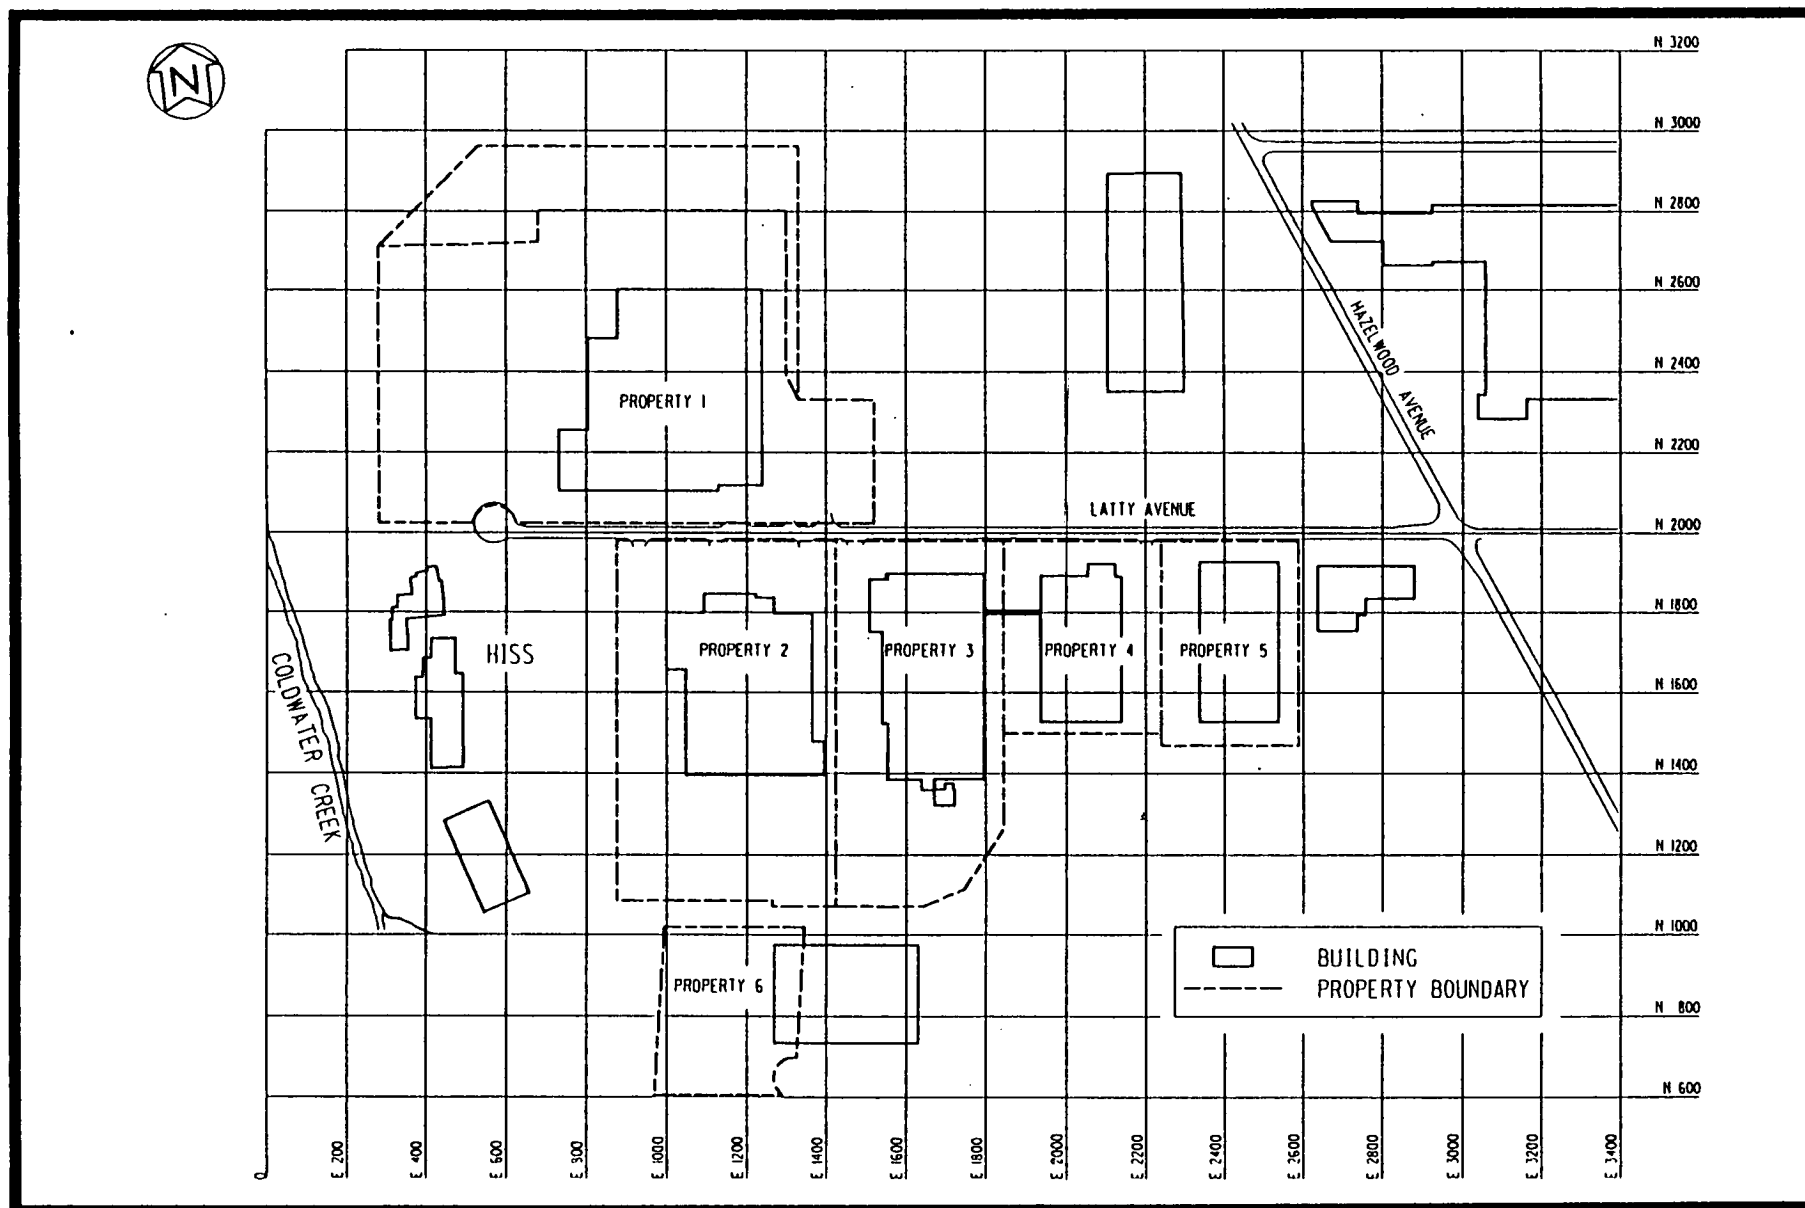 N
N 3200
N 3000
N 2800
N 2600
HAZELWOOD AVENUE
N 2400
PROPERTY 1
N 2200
LATTY AVENUE
N 2000
N 1800
HISS
PROPERTY 2
PROPERTY 3
PROPERTY 4
PROPERTY 5
COLDWATER CREEK
N 1600
N 1400
N 1200
N 1000
BUILDING
PROPERTY 6
PROPERTY BOUNDARY
N 800
N 600
0
E 200
E 400
E 600
E 800
E 1000
E 1200
E 1400
E 1600
E 1800
E 2000
E 2200
E 2400
E 2600
E 2800
E 3000
E 3200
E 3400